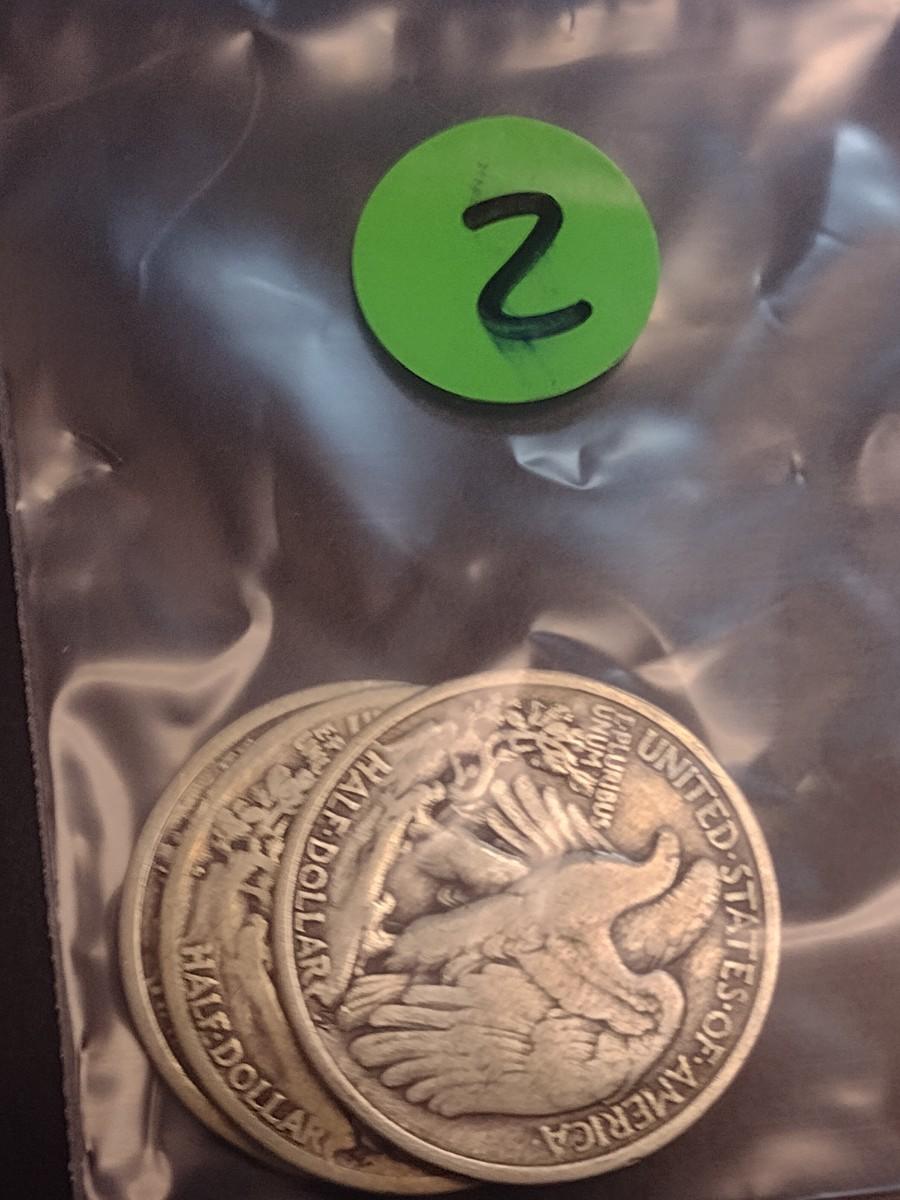 2
UNITED·STATES·OF·AMERICA
E·PLURIBUS
UNUM
HALF·DOLLAR
HALF·DOLLAR